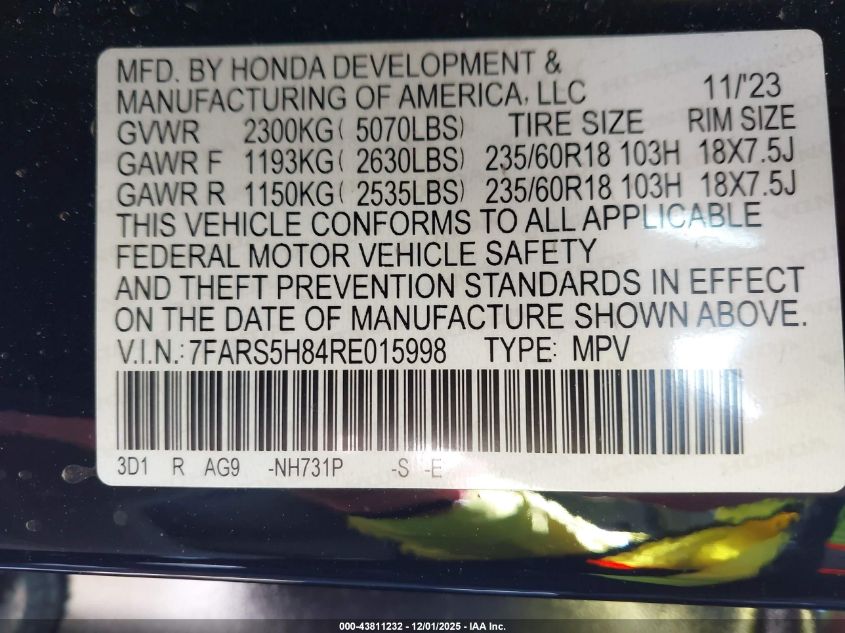 MFD. BY HONDA DEVELOPMENT &
MANUFACTURING OF AMERICA, LLC 11/'23
GVWR 2300KG( 5070LBS) TIRE SIZE RIM SIZE
GAWR F 1193KG( 2630LBS) 235/60R18 103H 18X7.5J
GAWR R 1150KG( 2535LBS) 235/60R18 103H 18X7.5J
THIS VEHICLE CONFORMS TO ALL APPLICABLE
FEDERAL MOTOR VEHICLE SAFETY
AND THEFT PREVENTION STANDARDS IN EFFECT
ON THE DATE OF MANUFACTURE SHOWN ABOVE.
V.I.N.: 7FARS5H84RE015998 TYPE: MPV
3D1 R AG9 -NH731P -S -E
000-43811232 - 12/01/2025 - IAA Inc.